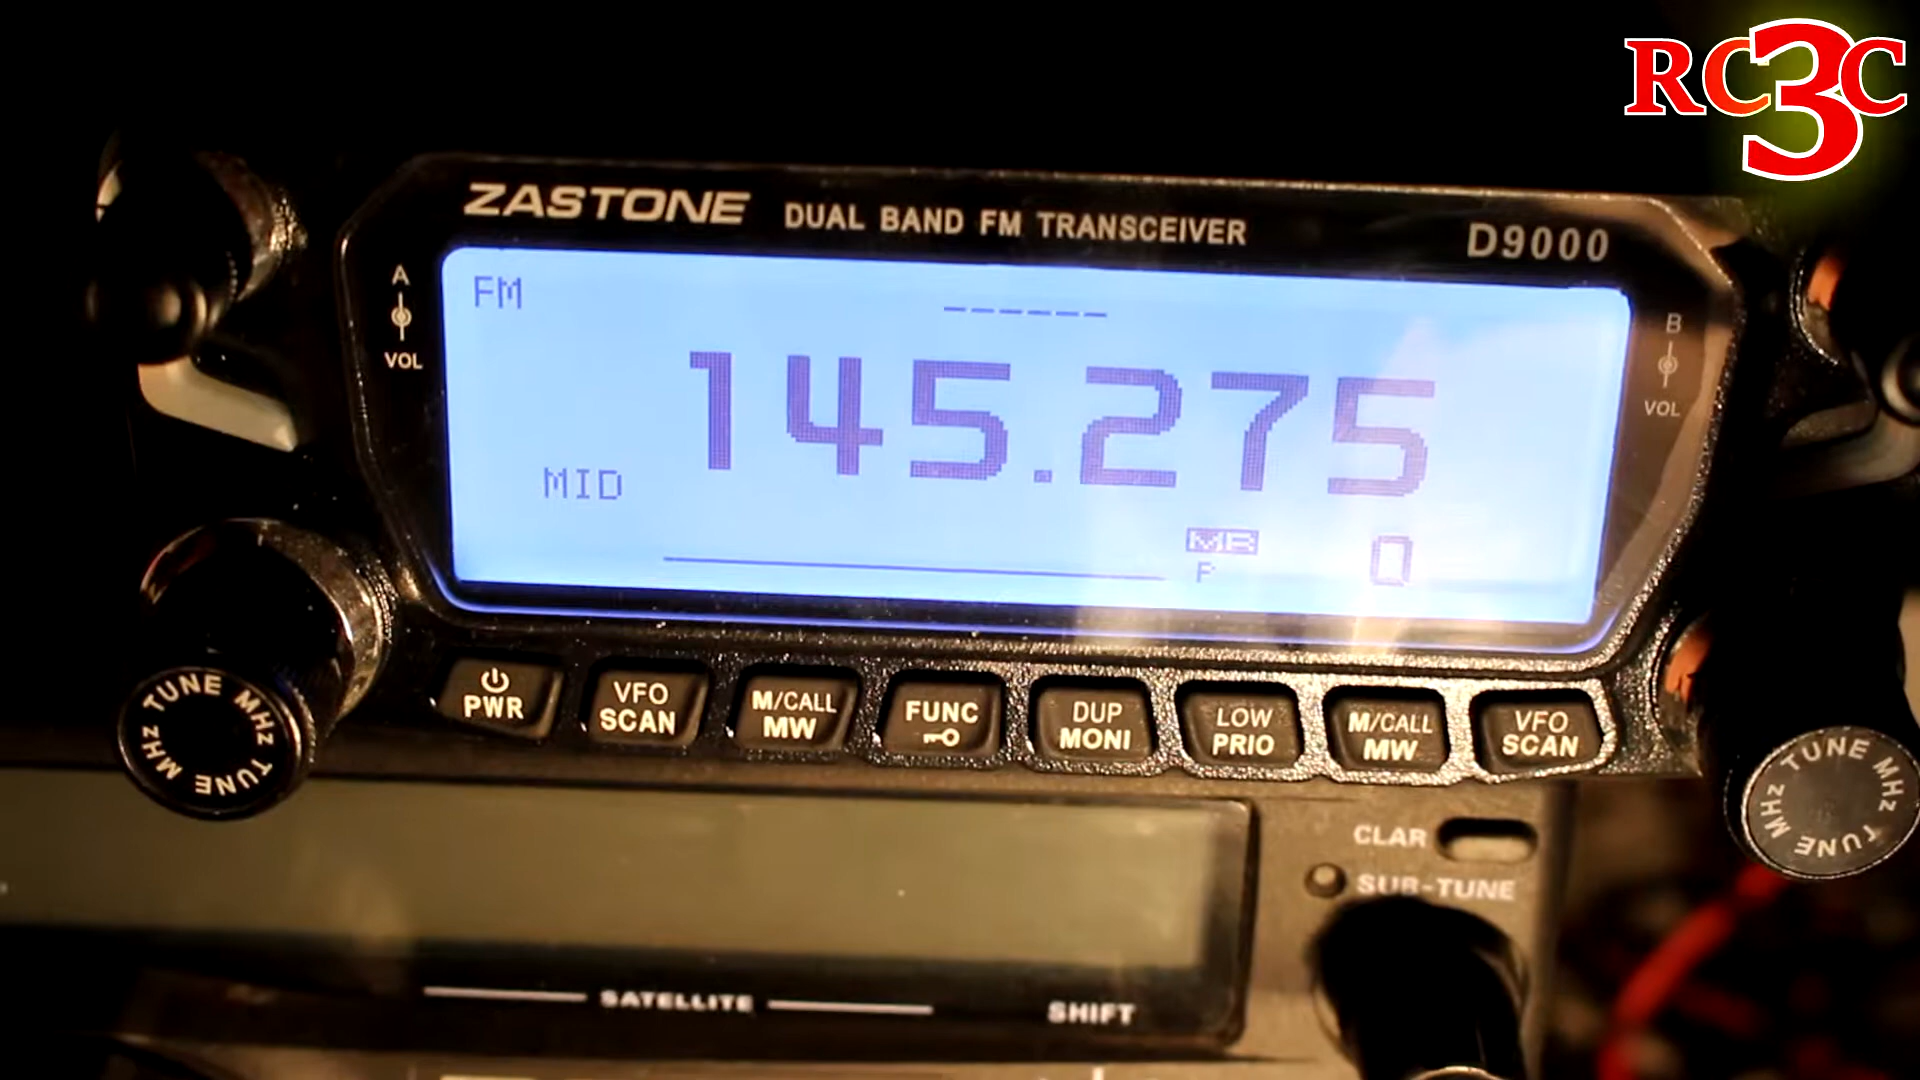 RC3C
ZASTONE DUAL BAND FM TRANSCEIVER D9000
A
VOL
B
VOL
FM
------
145.275
MID
MR
P
0
PWR
VFO
SCAN
M/CALL
MW
FUNC
DUP
MONI
LOW
PRIO
M/CALL
MW
VFO
SCAN
TUNE MHz TUNE MHz
TUNE MHz TUNE MHz
CLAR
SUB-TUNE
SATELLITE
SHIFT